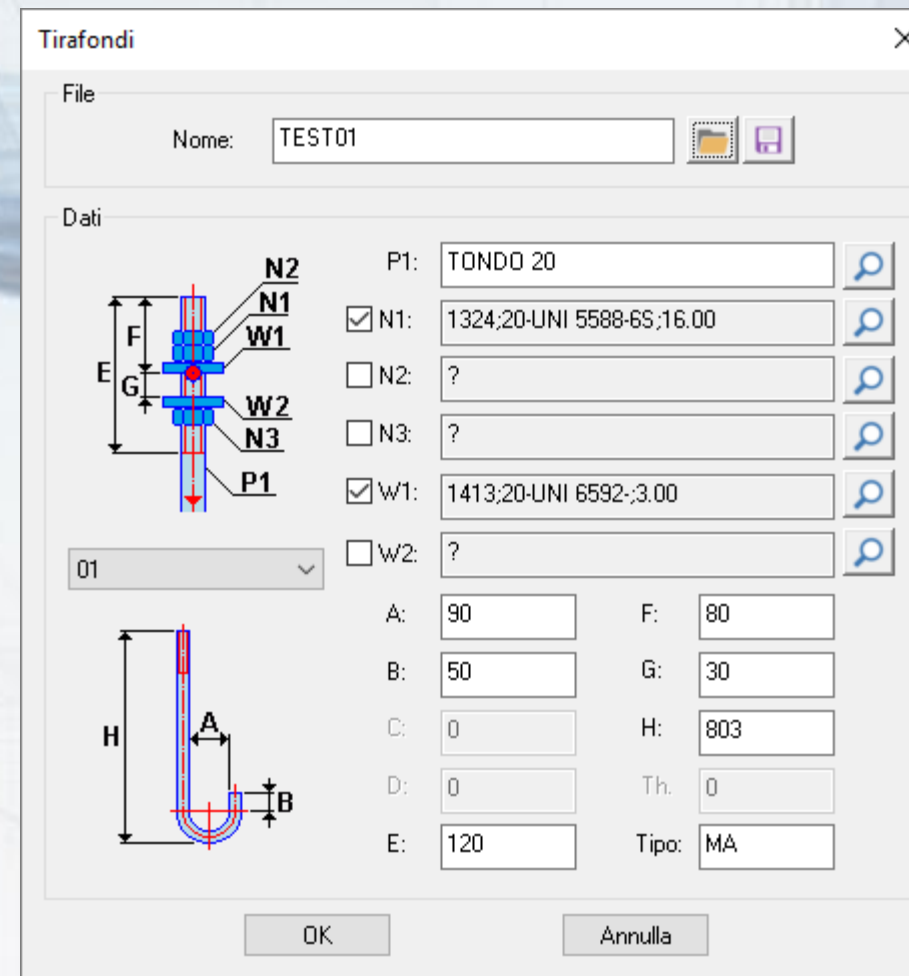 Tirafondi
File
Nome: TEST01
Dati
P1: TONDO 20
N1: 1324;20-UNI 5588-6S;16.00
N2: ?
N3: ?
W1: 1413;20-UNI 6592-;3.00
W2: ?
N2
N1
F W1
E G
W2
N3
P1
01
A: 90 F: 80
B: 50 G: 30
C: 0 H: 803
D: 0 Th. 0
E: 120 Tipo: MA
H A
B
OK Annulla